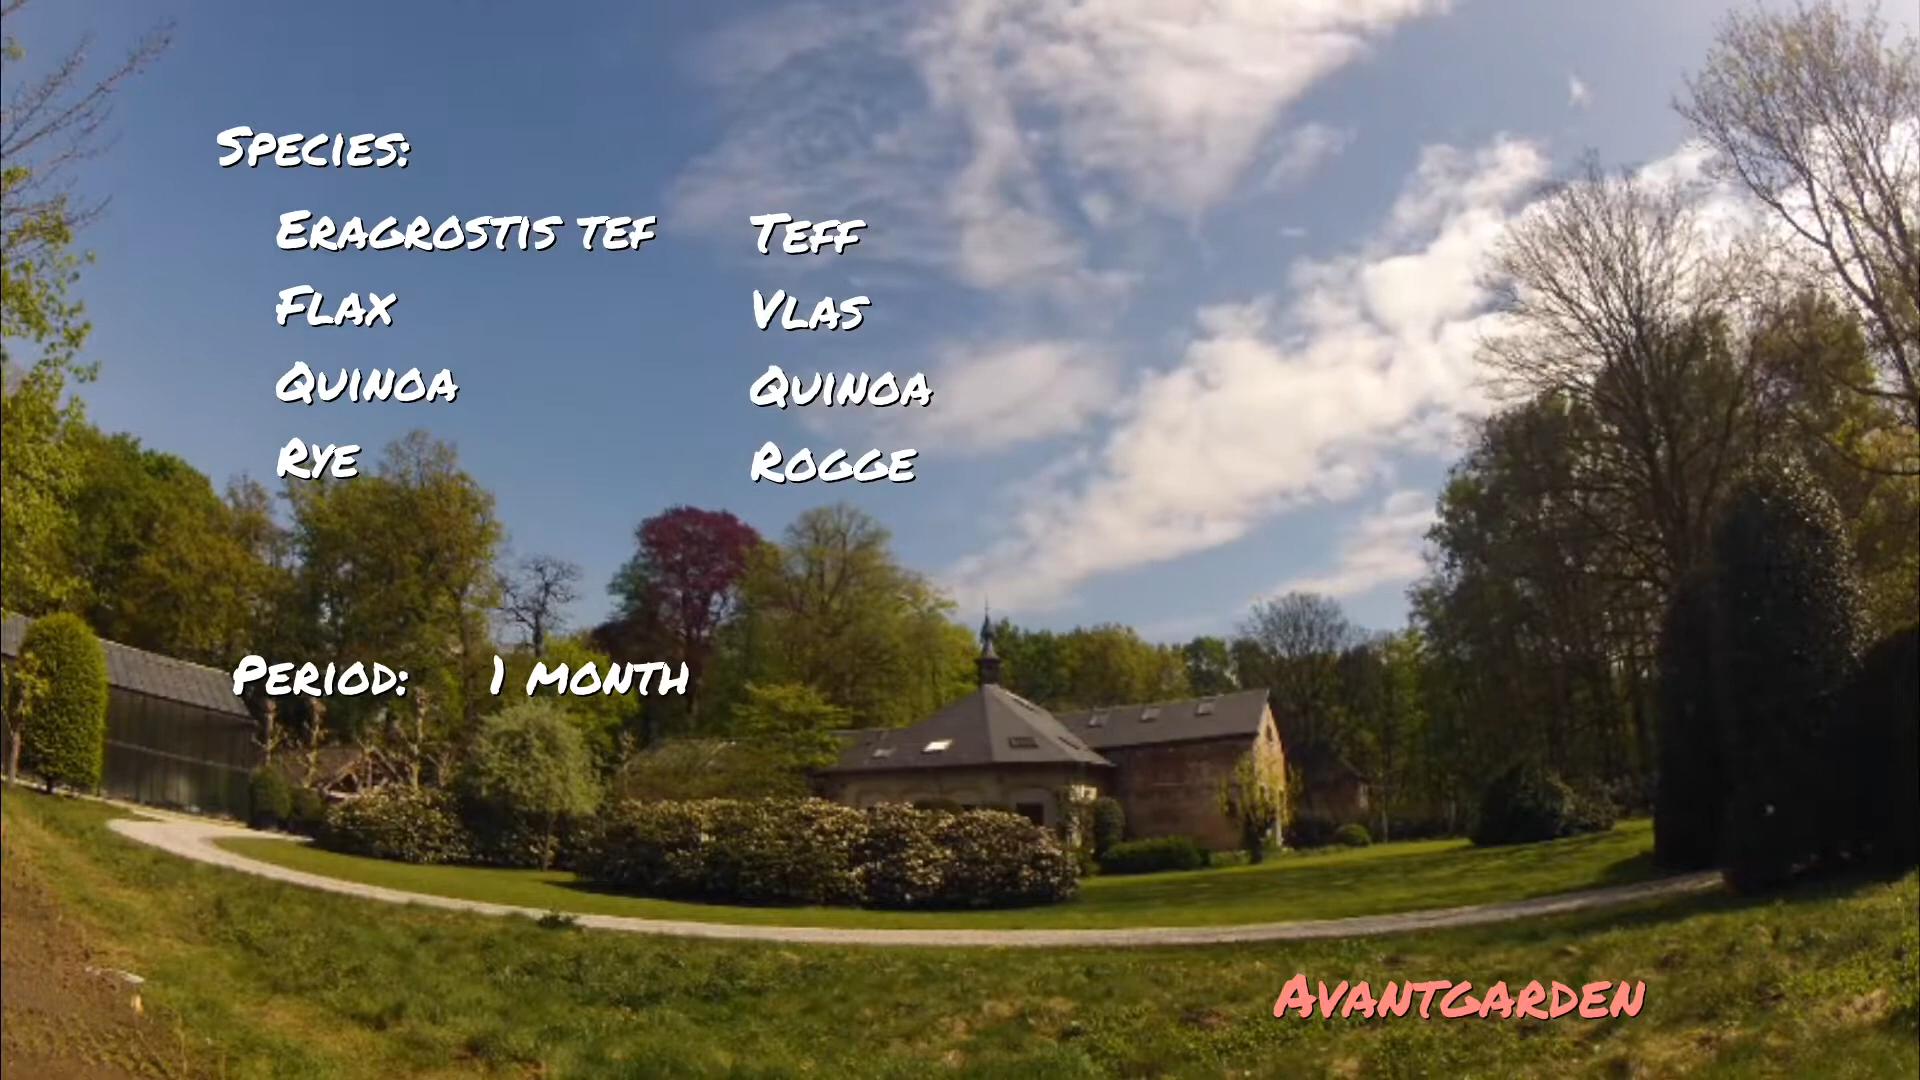 Species:
Eragrostis tef Teff
Flax Vlas
Quinoa Quinoa
Rye Rogge
Period: 1 month
Avantgarden